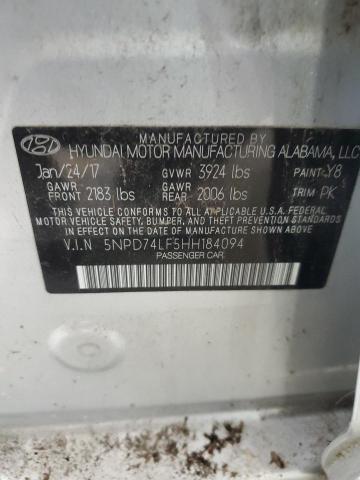 MANUFACTURED BY
HYUNDAI MOTOR MANUFACTURING ALABAMA, LLC
Jan/24/17 GVWR 3924 lbs PAINT Y8
GAWR FRONT 2183 lbs GAWR REAR 2006 lbs TRIM PK
THIS VEHICLE CONFORMS TO ALL APPLICABLE U.S. FEDERAL
MOTOR VEHICLE SAFETY, BUMPER, AND THEFT PREVENTION
STANDARDS IN EFFECT ON THE DATE OF MANUFACTURE SHOWN ABOVE.
V.I.N 5NPD74LF5HH184094
PASSENGER CAR